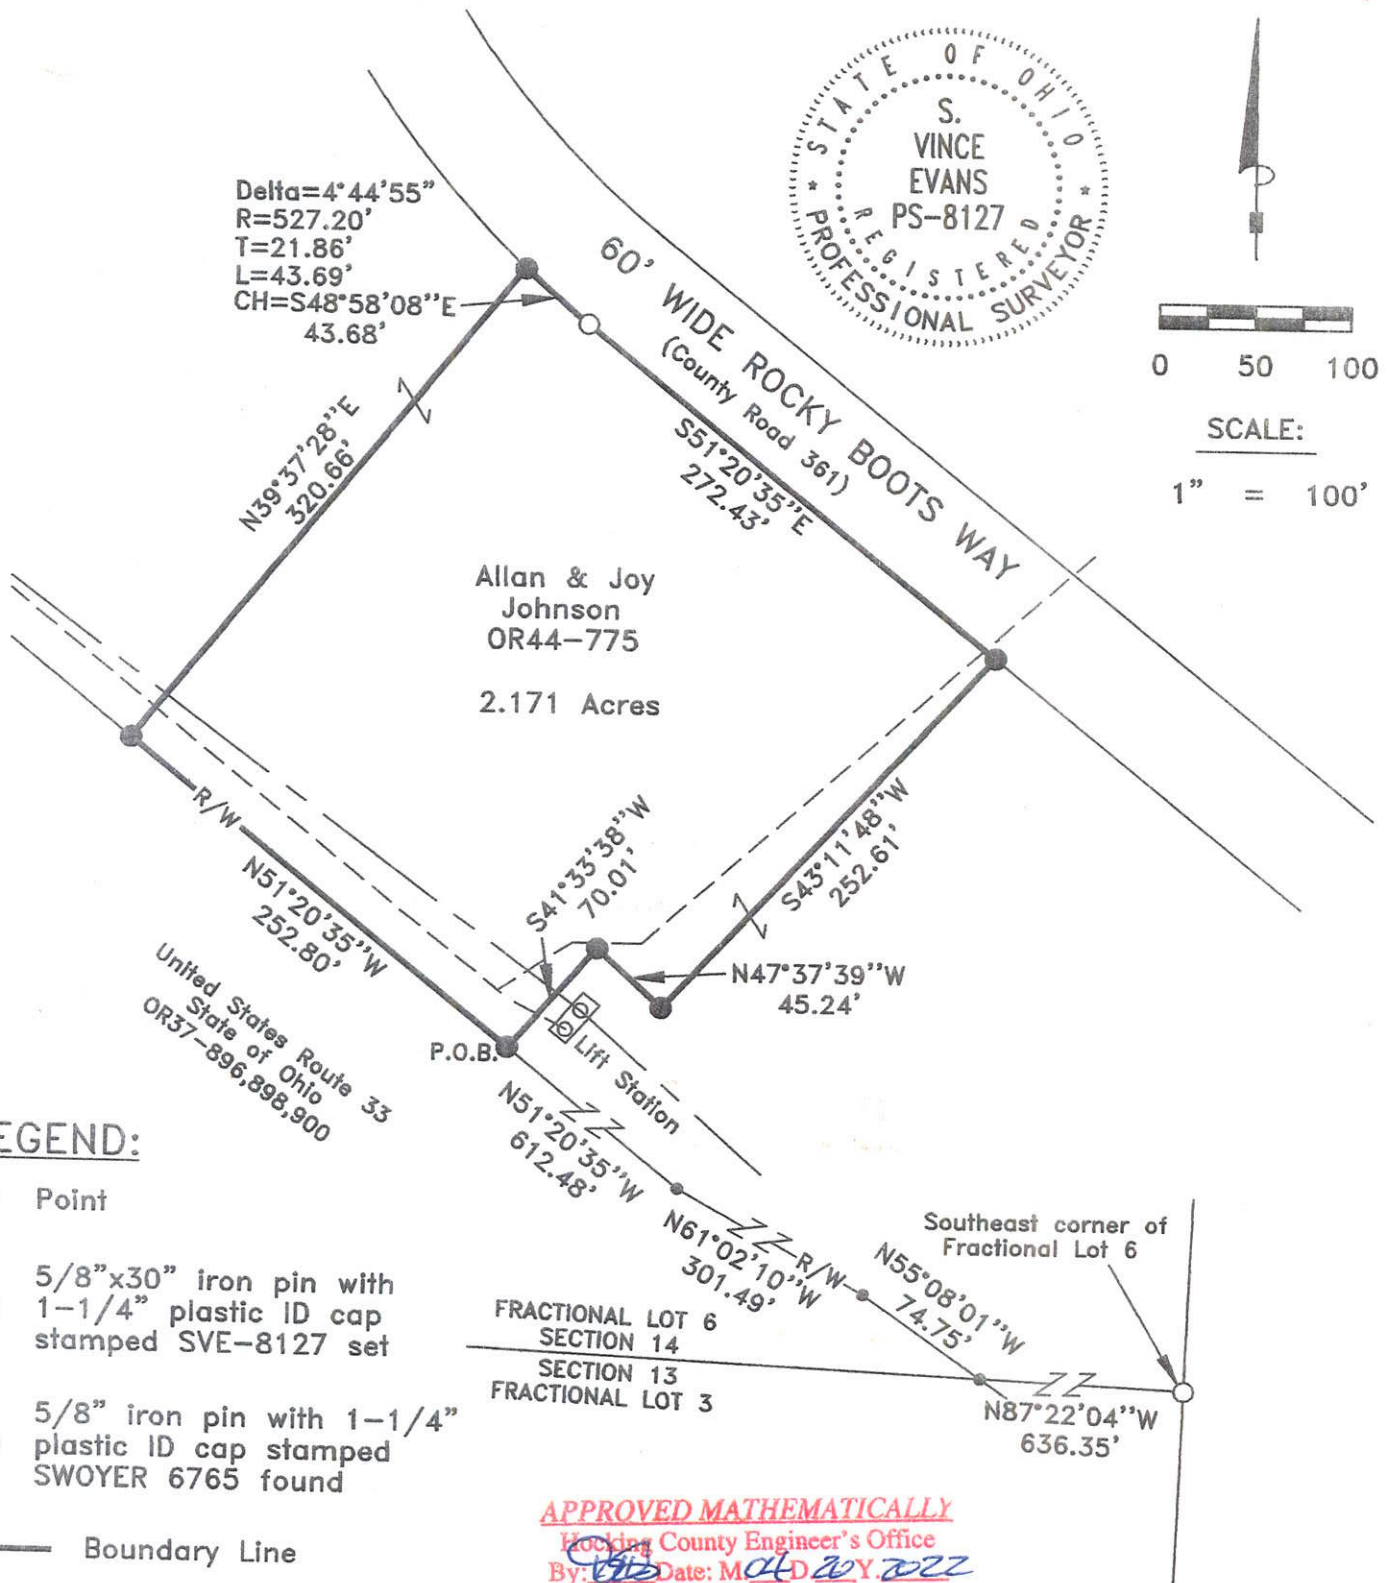 STATE OF OHIO
S.
VINCE
EVANS
PS-8127
REGISTERED
* PROFESSIONAL SURVEYOR *
Delta=4°44'55"
R=527.20'
T=21.86'
L=43.69'
CH=S48°58'08"E
43.68'
60' WIDE ROCKY BOOTS WAY
(County Road 361)
0 50 100
SCALE:
1" = 100'
N39°37'28"E
320.66'
S51°20'35"E
272.43'
Allan & Joy
Johnson
OR44-775
2.171 Acres
R/W
N51°20'35"W
252.80'
S41°33'38"W
70.01'
S43°11'48"W
252.61'
N47°37'39"W
45.24'
United States Route 33
State of Ohio
OR37-896,898,900
P.O.B.
Lift Station
N51°20'35"W
612.48'
N61°02'10"W
301.49'
R/W
N55°08'01"W
74.75'
Southeast corner of
Fractional Lot 6
FRACTIONAL LOT 6
SECTION 14
SECTION 13
FRACTIONAL LOT 3
N87°22'04"W
636.35'
EGEND:
Point
5/8"x30" iron pin with
1-1/4" plastic ID cap
stamped SVE-8127 set
5/8" iron pin with 1-1/4"
plastic ID cap stamped
SWOYER 6765 found
Boundary Line
APPROVED MATHEMATICALLY
Hocking County Engineer's Office
By: Date: M.04 D.20 Y.2022